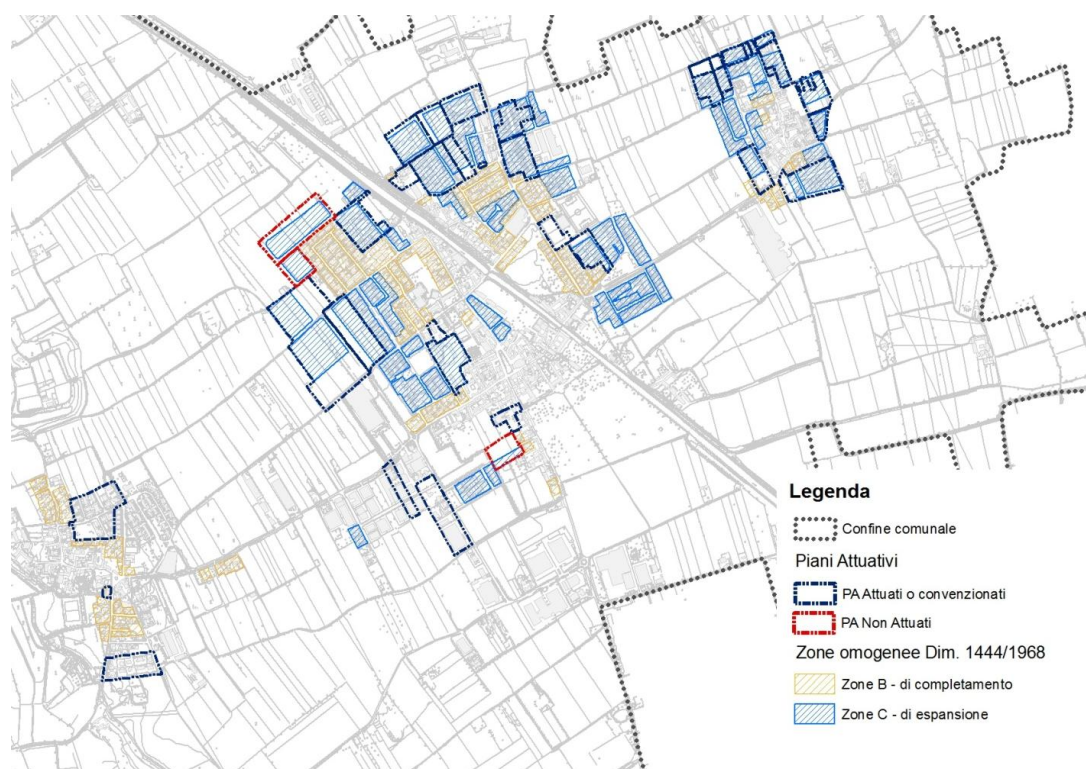 Legenda
Confine comunale
Piani Attuativi
PA Attuati o convenzionati
PA Non Attuati
Zone omogenee Dim. 1444/1968
Zone B - di completamento
Zone C - di espansione